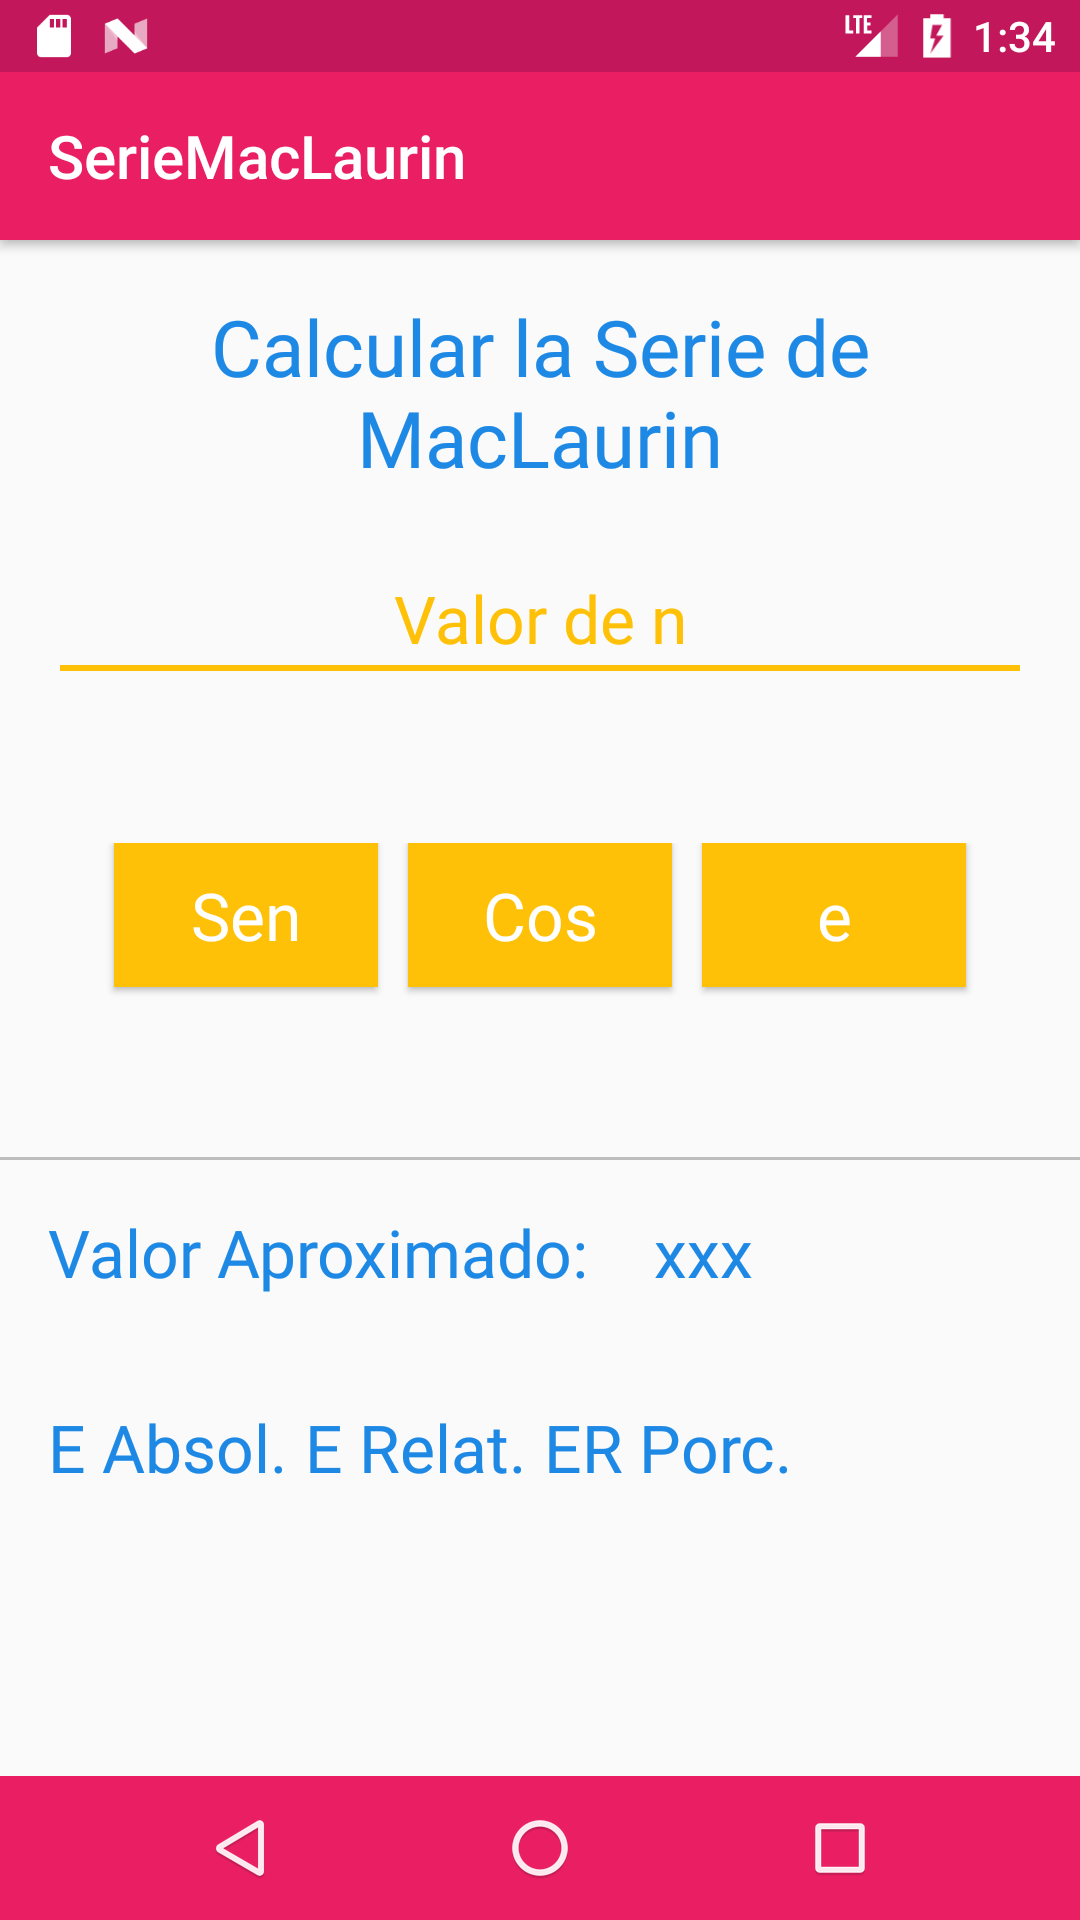 LTE 1:34
SerieMacLaurin
Calcular la Serie de
MacLaurin
Valor de n
Sen Cos e
Valor Aproximado: xxx
E Absol. E Relat. ER Porc.